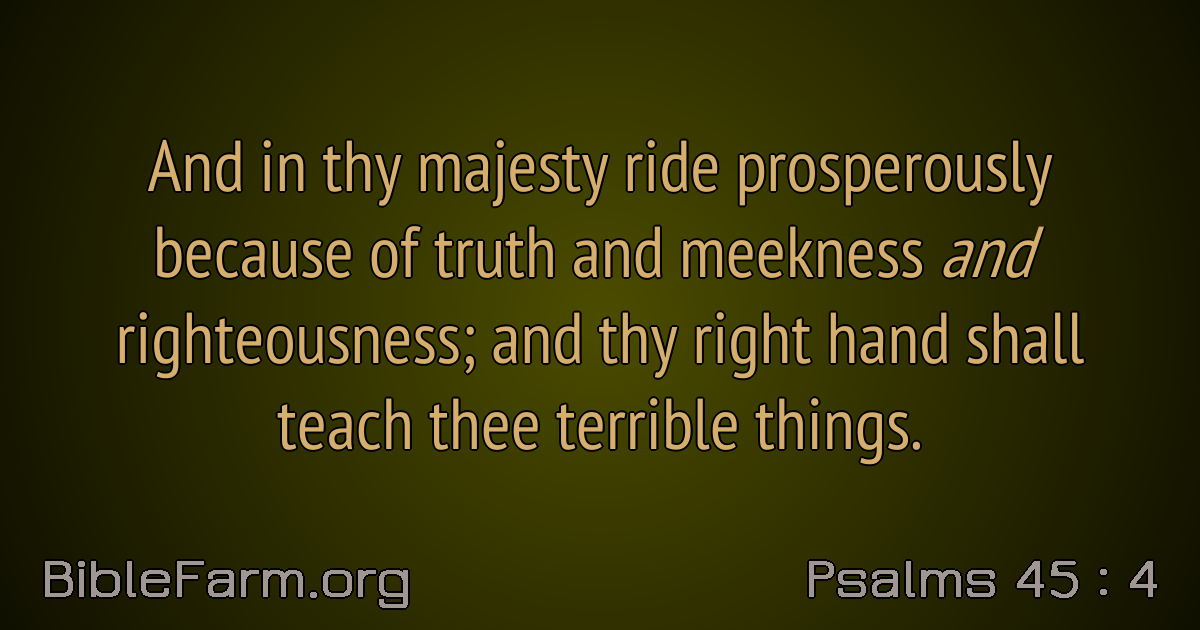 And in thy majesty ride prosperously
because of truth and meekness and
righteousness; and thy right hand shall
teach thee terrible things.
BibleFarm.org
Psalms 45 : 4